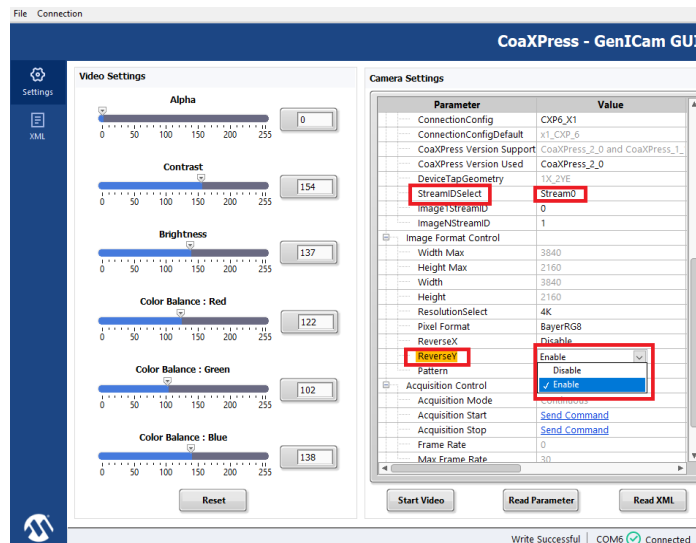 File Connection
CoaXPress - GenICam GUI
Settings
XML
Video Settings
Alpha
0 50 100 150 200 255
0
Contrast
0 50 100 150 200 255
154
Brightness
0 50 100 150 200 255
137
Color Balance : Red
0 50 100 150 200 255
122
Color Balance : Green
0 50 100 150 200 255
102
Color Balance : Blue
0 50 100 150 200 255
138
Reset
Camera Settings
Parameter Value
ConnectionConfig CXP6_X1
ConnectionConfigDefault x1_CXP_6
CoaXPress Version Support CoaXPress_2_0 and CoaXPress_1_
CoaXPress Version Used CoaXPress_2_0
DeviceTapGeometry 1X_2YE
StreamIDSelect Stream0
Image1StreamID 0
ImageNStreamID 1
Image Format Control
Width Max 3840
Height Max 2160
Width 3840
Height 2160
ResolutionSelect 4K
Pixel Format BayerRG8
ReverseX Disable
ReverseY Enable
Pattern Disable
Enable
Acquisition Control
Acquisition Mode Continuous
Acquisition Start Send Command
Acquisition Stop Send Command
Frame Rate 0
Max Frame Rate 30
Start Video Read Parameter Read XML
Write Successful COM6 Connected